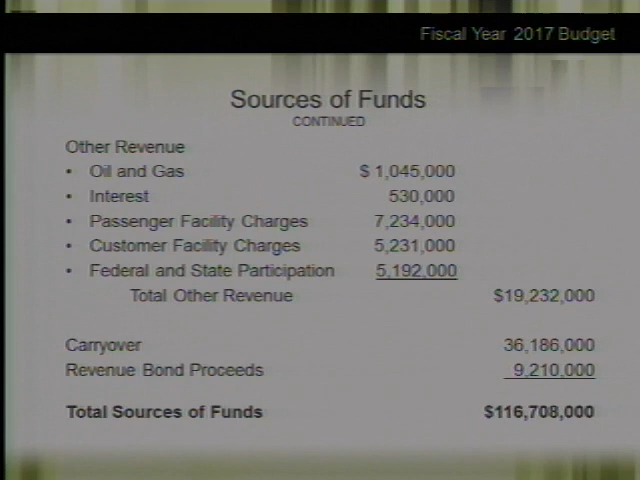 Fiscal Year 2017 Budget
Sources of Funds
CONTINUED
Other Revenue
• Oil and Gas $ 1,045,000
• Interest 530,000
• Passenger Facility Charges 7,234,000
• Customer Facility Charges 5,231,000
• Federal and State Participation 5,192,000
Total Other Revenue $19,232,000
Carryover 36,186,000
Revenue Bond Proceeds 9,210,000
Total Sources of Funds $116,708,000